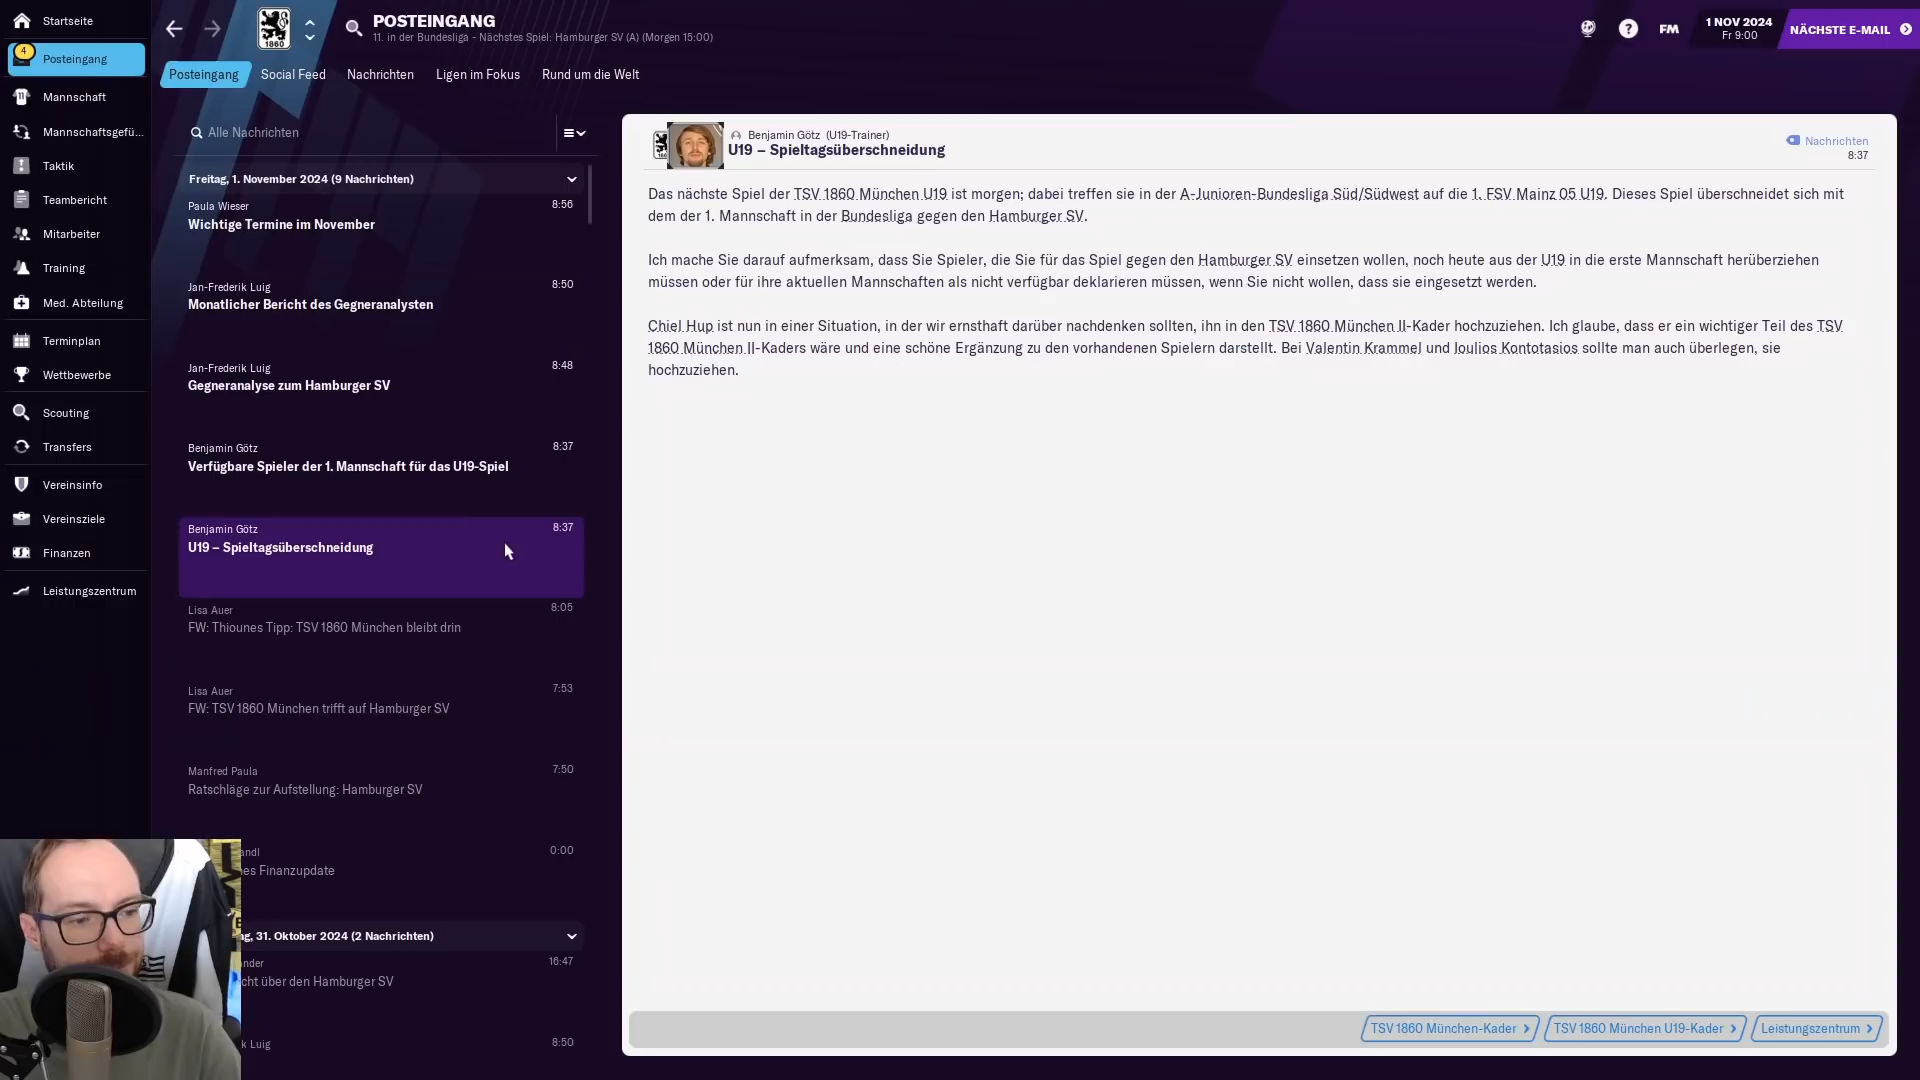 Startseite
4
Posteingang
Mannschaft
Mannschaftsgefü...
Taktik
Teambericht
Mitarbeiter
Training
Med. Abteilung
Terminplan
Wettbewerbe
Scouting
Transfers
Vereinsinfo
Vereinsziele
Finanzen
Leistungszentrum
1860
POSTEINGANG
11. in der Bundesliga - Nächstes Spiel: Hamburger SV (A) (Morgen 15:00)
FM
1 NOV 2024
Fr 9:00
NÄCHSTE E-MAIL
Posteingang Social Feed Nachrichten Ligen im Fokus Rund um die Welt
Alle Nachrichten
Freitag, 1. November 2024 (9 Nachrichten)
Paula Wieser 8:56
Wichtige Termine im November
Jan-Frederik Luig 8:50
Monatlicher Bericht des Gegneranalysten
Jan-Frederik Luig 8:48
Gegneranalyse zum Hamburger SV
Benjamin Götz 8:37
Verfügbare Spieler der 1. Mannschaft für das U19-Spiel
Benjamin Götz 8:37
U19 – Spieltagsüberschneidung
Lisa Auer 8:05
FW: Thiounes Tipp: TSV 1860 München bleibt drin
Lisa Auer 7:53
FW: TSV 1860 München trifft auf Hamburger SV
Manfred Paula 7:50
Ratschläge zur Aufstellung: Hamburger SV
andl 0:00
nes Finanzupdate
ng, 31. Oktober 2024 (2 Nachrichten)
ander 16:47
cht über den Hamburger SV
k Luig 8:50
Benjamin Götz (U19-Trainer)
U19 – Spieltagsüberschneidung
Nachrichten
8:37
Das nächste Spiel der TSV 1860 München U19 ist morgen; dabei treffen sie in der A-Junioren-Bundesliga Süd/Südwest auf die 1. FSV Mainz 05 U19. Dieses Spiel überschneidet sich mit
dem der 1. Mannschaft in der Bundesliga gegen den Hamburger SV.
Ich mache Sie darauf aufmerksam, dass Sie Spieler, die Sie für das Spiel gegen den Hamburger SV einsetzen wollen, noch heute aus der U19 in die erste Mannschaft herüberziehen
müssen oder für ihre aktuellen Mannschaften als nicht verfügbar deklarieren müssen, wenn Sie nicht wollen, dass sie eingesetzt werden.
Chiel Hup ist nun in einer Situation, in der wir ernsthaft darüber nachdenken sollten, ihn in den TSV 1860 München II-Kader hochzuziehen. Ich glaube, dass er ein wichtiger Teil des TSV
1860 München II-Kaders wäre und eine schöne Ergänzung zu den vorhandenen Spielern darstellt. Bei Valentin Krammel und Ioulios Kontotasios sollte man auch überlegen, sie
hochzuziehen.
TSV 1860 München-Kader TSV 1860 München U19-Kader Leistungszentrum